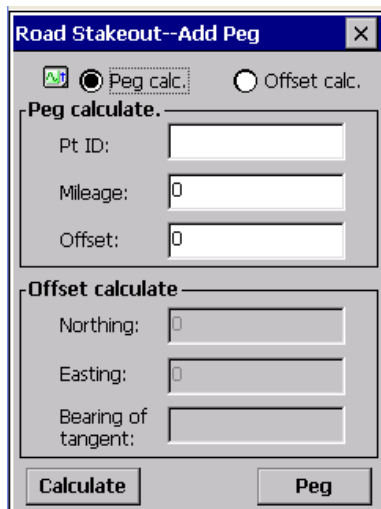 Road Stakeout--Add Peg
Peg calc. Offset calc.
Peg calculate.
Pt ID:
Mileage: 0
Offset: 0
Offset calculate
Northing: 0
Easting: 0
Bearing of
tangent:
Calculate Peg